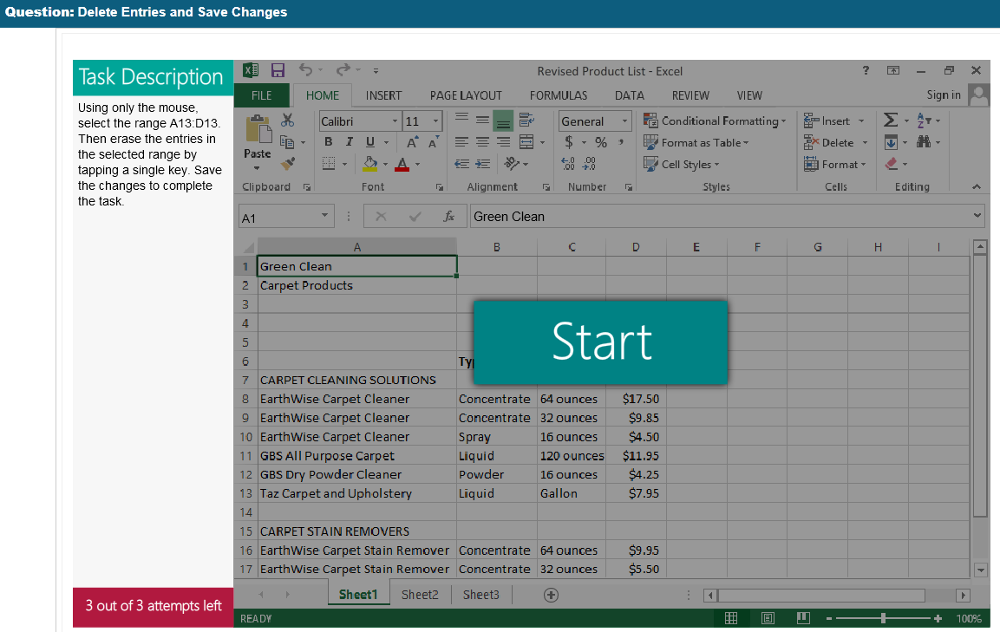 Question: Delete Entries and Save Changes
Task Description
Using only the mouse,
select the range A13:D13.
Then erase the entries in
the selected range by
tapping a single key. Save
the changes to complete
the task.
3 out of 3 attempts left
Revised Product List - Excel
?
FILE HOME INSERT PAGE LAYOUT FORMULAS DATA REVIEW VIEW Sign in
Calibri 11 General Conditional Formatting Insert
Paste B I U A A $ % , Format as Table Delete
A Cell Styles Format
Clipboard Font Alignment Number Styles Cells Editing
A1 fx Green Clean
A B C D E F G H I
1 Green Clean
2 Carpet Products
3
4
Start
5
6 Typ
7 CARPET CLEANING SOLUTIONS
8 EarthWise Carpet Cleaner Concentrate 64 ounces $17.50
9 EarthWise Carpet Cleaner Concentrate 32 ounces $9.85
10 EarthWise Carpet Cleaner Spray 16 ounces $4.50
11 GBS All Purpose Carpet Liquid 120 ounces $11.95
12 GBS Dry Powder Cleaner Powder 16 ounces $4.25
13 Taz Carpet and Upholstery Liquid Gallon $7.95
14
15 CARPET STAIN REMOVERS
16 EarthWise Carpet Stain Remover Concentrate 64 ounces $9.95
17 EarthWise Carpet Stain Remover Concentrate 32 ounces $5.50
Sheet1 Sheet2 Sheet3
READY 100%